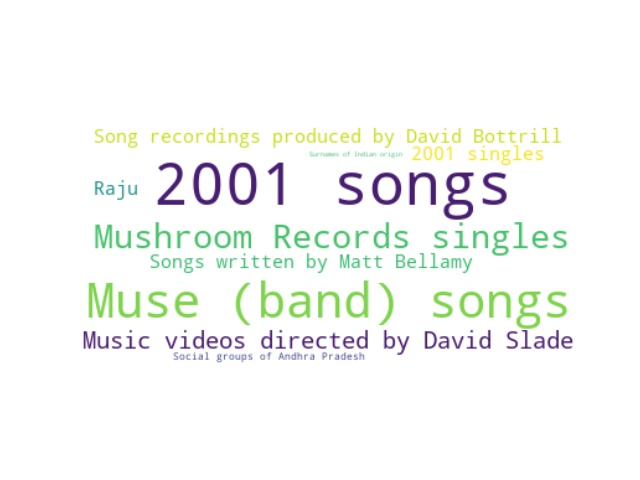 Song recordings produced by David Bottrill
Surnames of Indian origin
2001 singles
Raju
2001 songs
Mushroom Records singles
Songs written by Matt Bellamy
Muse (band) songs
Music videos directed by David Slade
Social groups of Andhra Pradesh